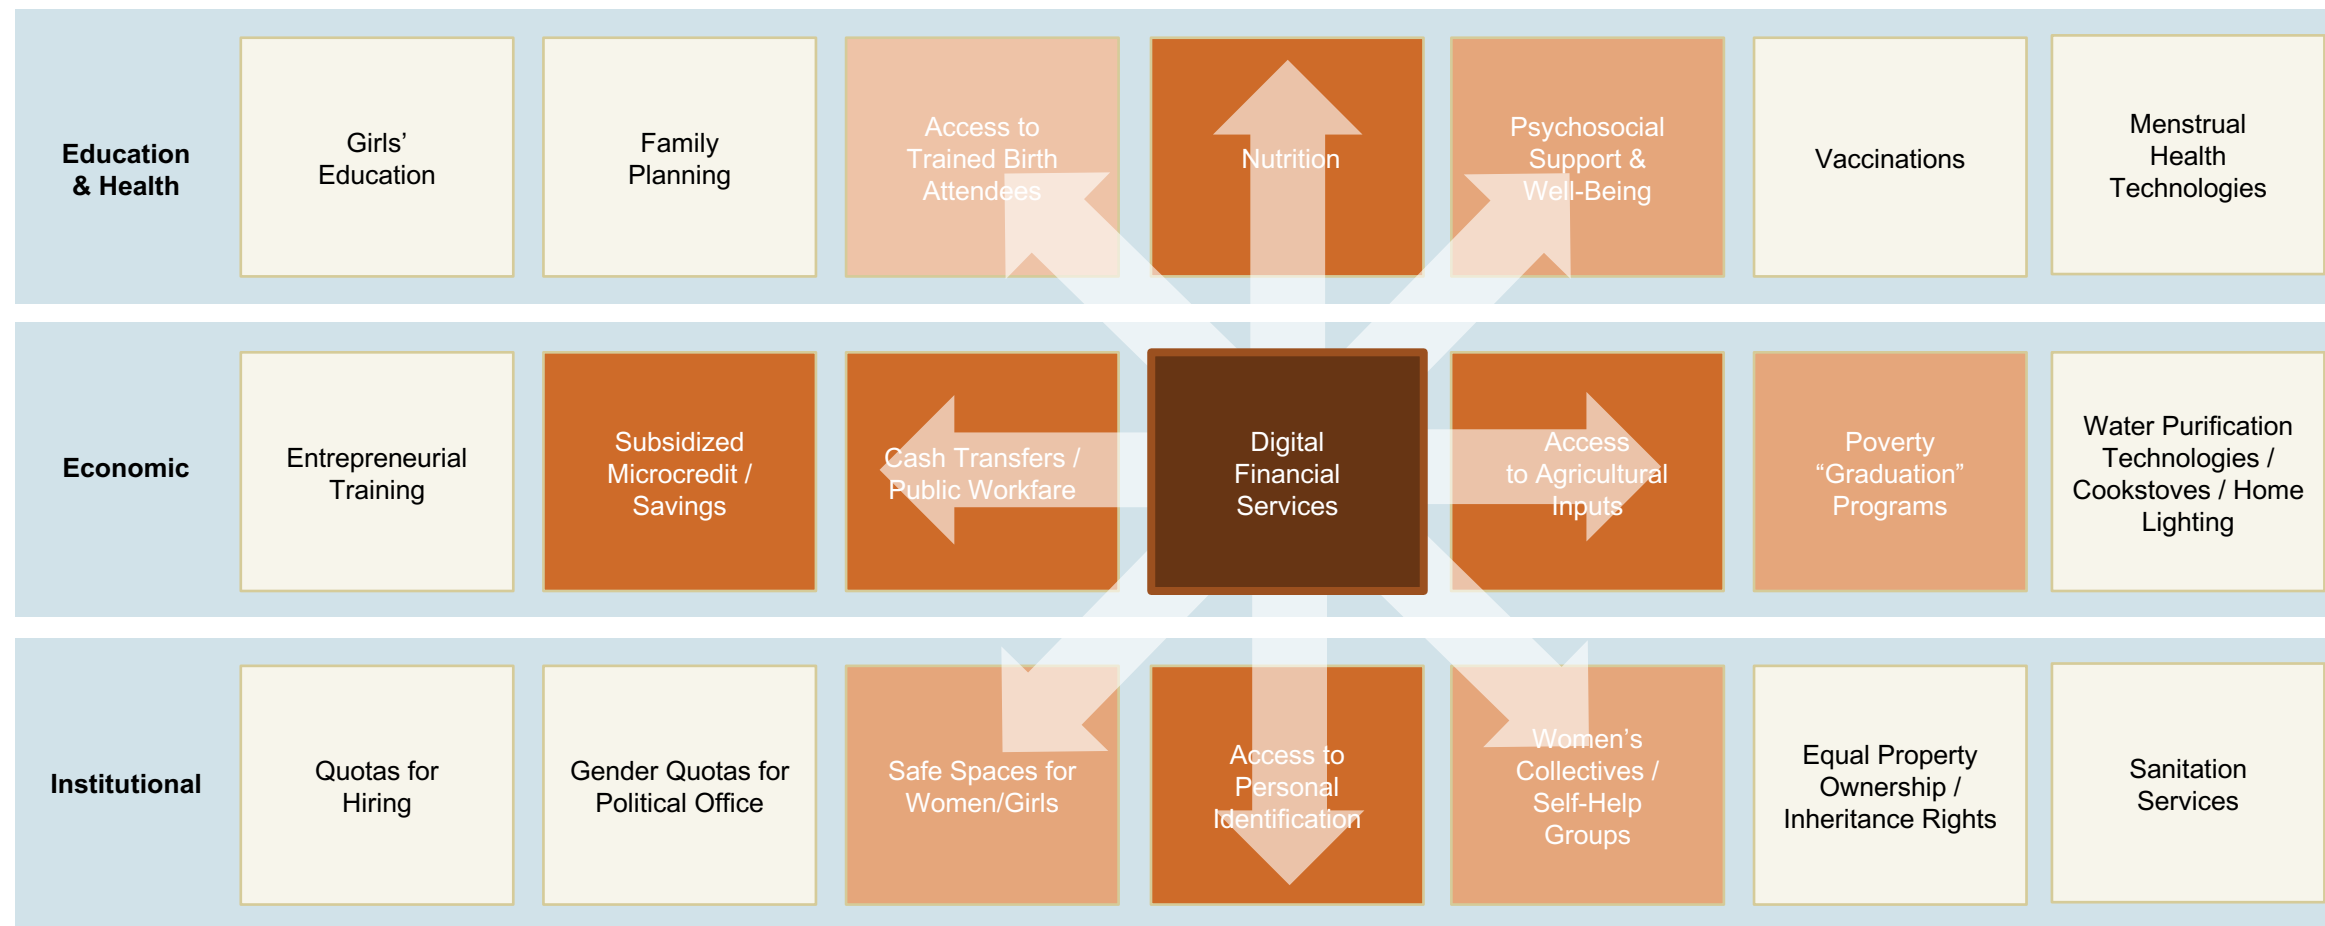 Education
& Health
Girls’
Education
Family
Planning
Access to
Trained Birth
Attendees
Nutrition
Psychosocial
Support &
Well-Being
Vaccinations
Menstrual
Health
Technologies
Economic
Entrepreneurial
Training
Subsidized
Microcredit /
Savings
Cash Transfers /
Public Workfare
Digital
Financial
Services
Access
to Agricultural
Inputs
Poverty
“Graduation”
Programs
Water Purification
Technologies /
Cookstoves / Home
Lighting
Institutional
Quotas for
Hiring
Gender Quotas for
Political Office
Safe Spaces for
Women/Girls
Access to
Personal
Identification
Women’s
Collectives /
Self-Help
Groups
Equal Property
Ownership /
Inheritance Rights
Sanitation
Services